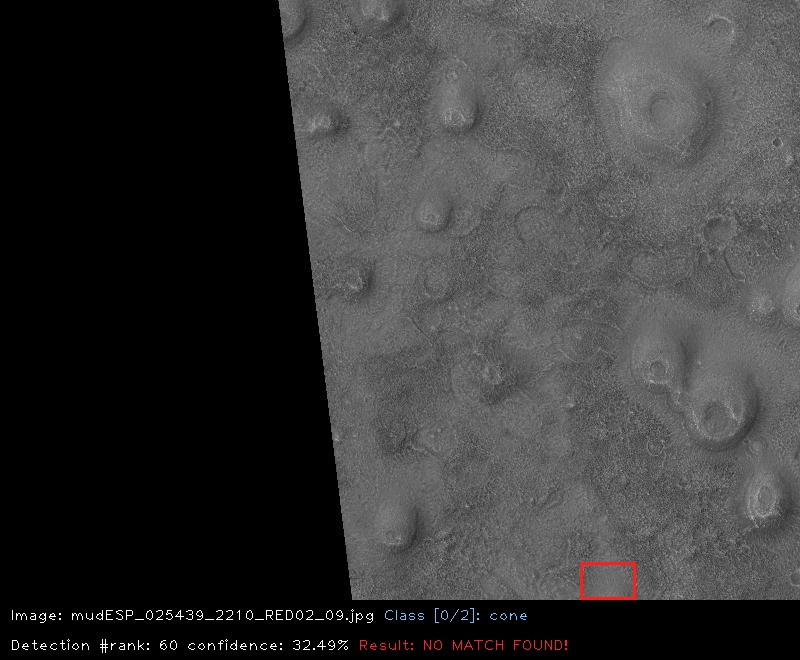 Image: mudESP_025439_2210_RED02_09.jpg Class [0/2]: cone
Detection #rank: 60 confidence: 32.49% Result: NO MATCH FOUND!